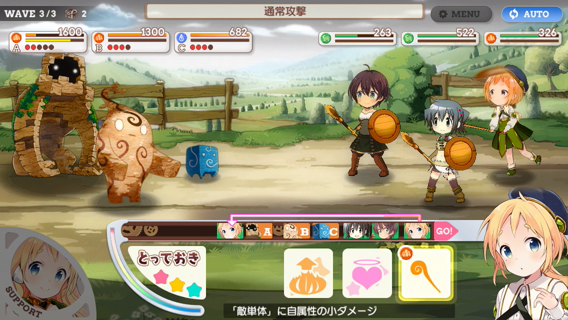 WAVE 3/3 2
通常攻撃
MENU
AUTO
1600
A
1300
B
682
C
263
522
326
A B C GO!
とっておき
SUPPORT
「敵単体」に自属性の小ダメージ